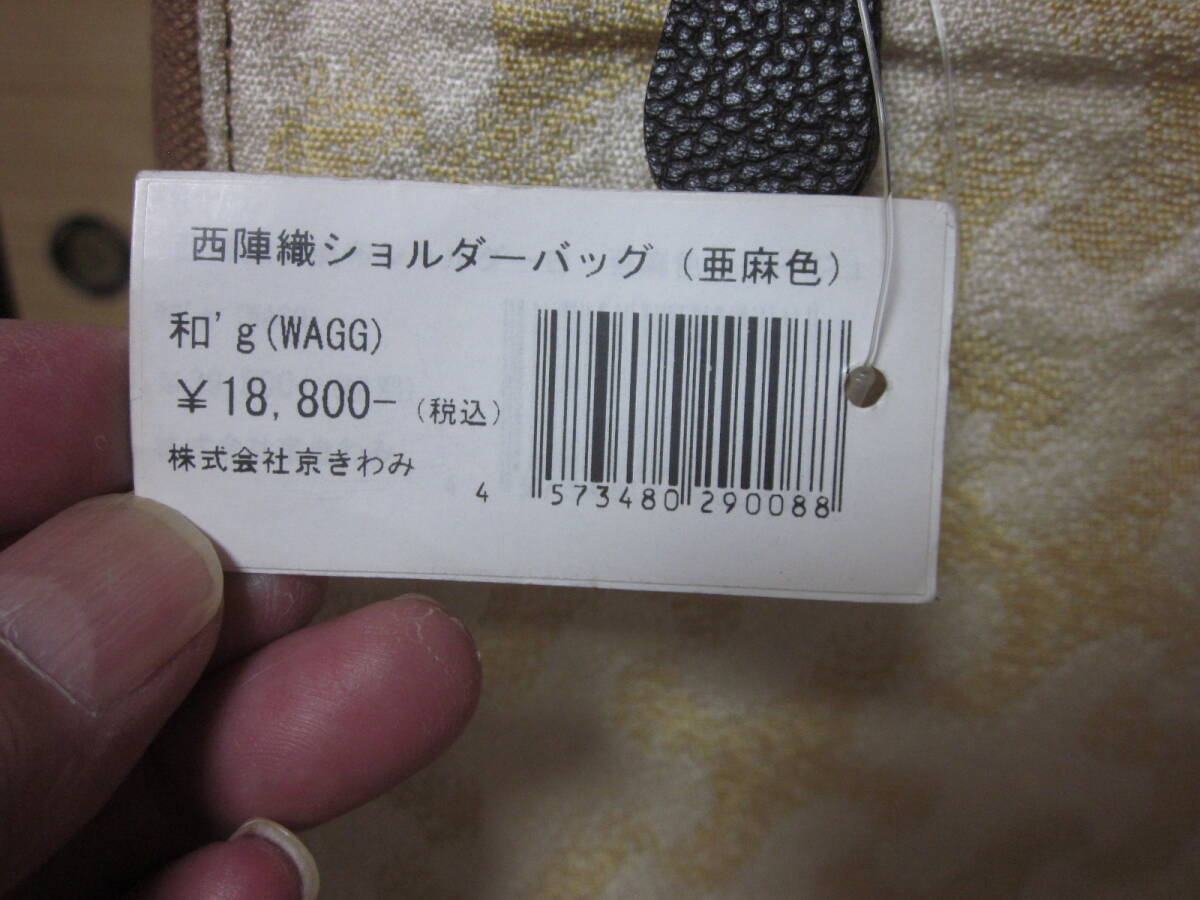 西陣織ショルダーバッグ（亜麻色）
和'g(WAGG)
￥18,800−（税込）
株式会社京きわみ
4 573480 290088